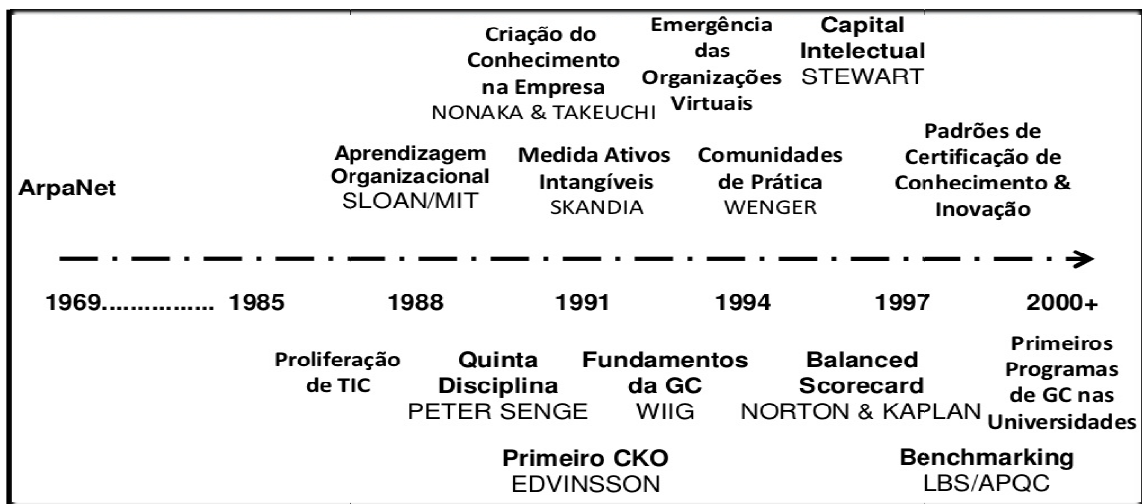 Criação do
Conhecimento
na Empresa
NONAKA & TAKEUCHI
Emergência
das
Organizações
Virtuais
Capital
Intelectual
STEWART
ArpaNet
Aprendizagem
Organizacional
SLOAN/MIT
Medida Ativos
Intangíveis
SKANDIA
Comunidades
de Prática
WENGER
Padrões de
Certificação de
Conhecimento &
Inovação
1969................ 1985 1988 1991 1994 1997 2000+
Proliferação
de TIC
Quinta
Disciplina
PETER SENGE
Fundamentos
da GC
WIIG
Balanced
Scorecard
NORTON & KAPLAN
Primeiros
Programas
de GC nas
Universidades
Primeiro CKO
EDVINSSON
Benchmarking
LBS/APQC